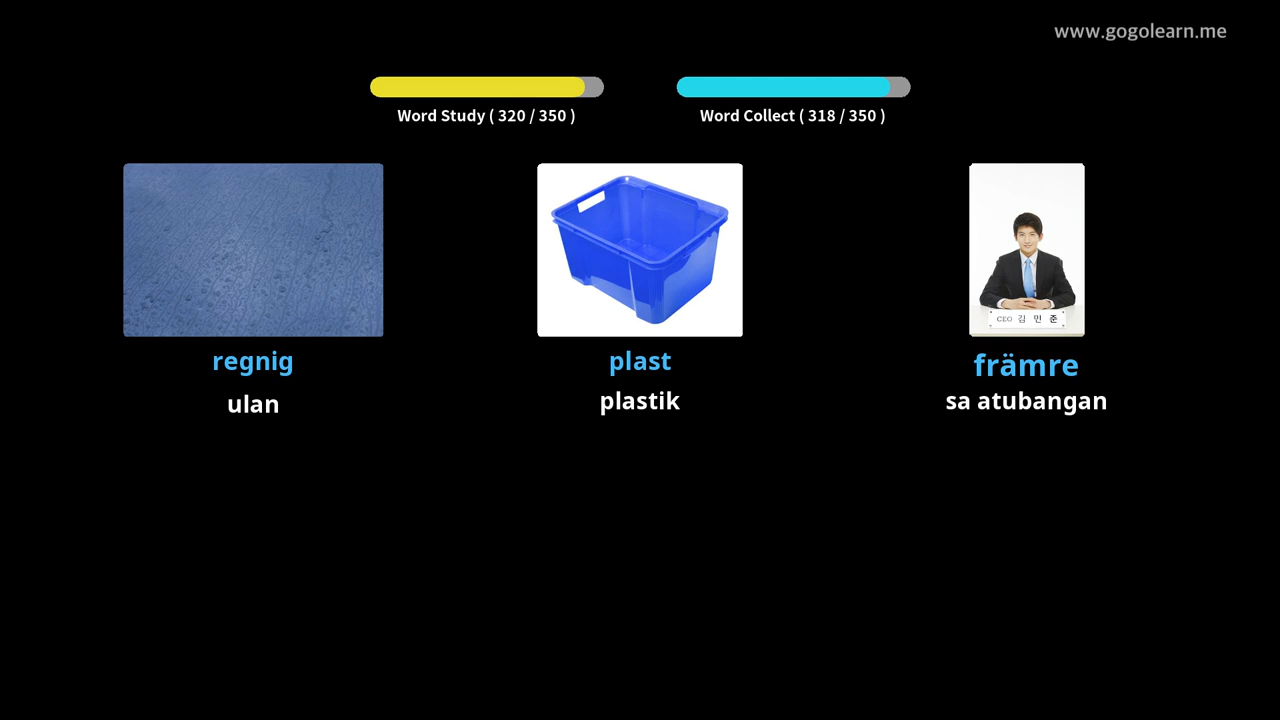 www.gogolearn.me
Word Study ( 320 / 350 )
Word Collect ( 318 / 350 )
CEO 김 민 준
regnig
plast
främre
ulan
plastik
sa atubangan